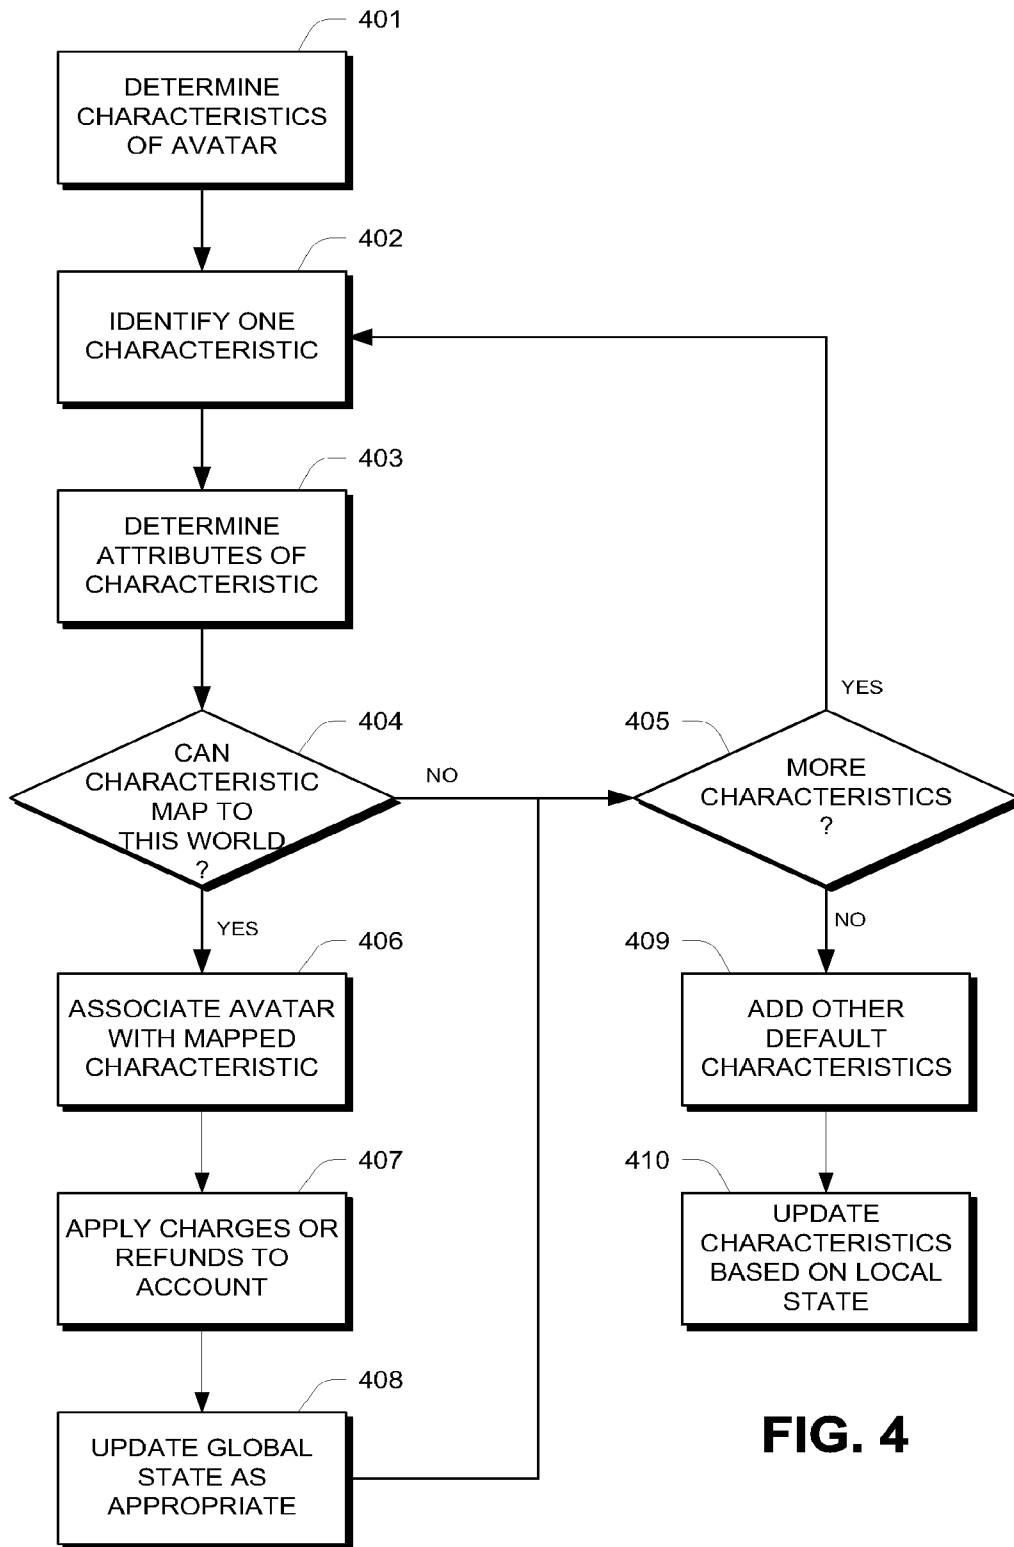 401
DETERMINE
CHARACTERISTICS
OF AVATAR
402
IDENTIFY ONE
CHARACTERISTIC
403
DETERMINE
ATTRIBUTES OF
CHARACTERISTIC
404
CAN
CHARACTERISTIC
MAP TO
THIS WORLD
?
NO
YES
405
MORE
CHARACTERISTICS
?
YES
NO
406
ASSOCIATE AVATAR
WITH MAPPED
CHARACTERISTIC
407
APPLY CHARGES OR
REFUNDS TO
ACCOUNT
408
UPDATE GLOBAL
STATE AS
APPROPRIATE
409
ADD OTHER
DEFAULT
CHARACTERISTICS
410
UPDATE
CHARACTERISTICS
BASED ON LOCAL
STATE
FIG. 4